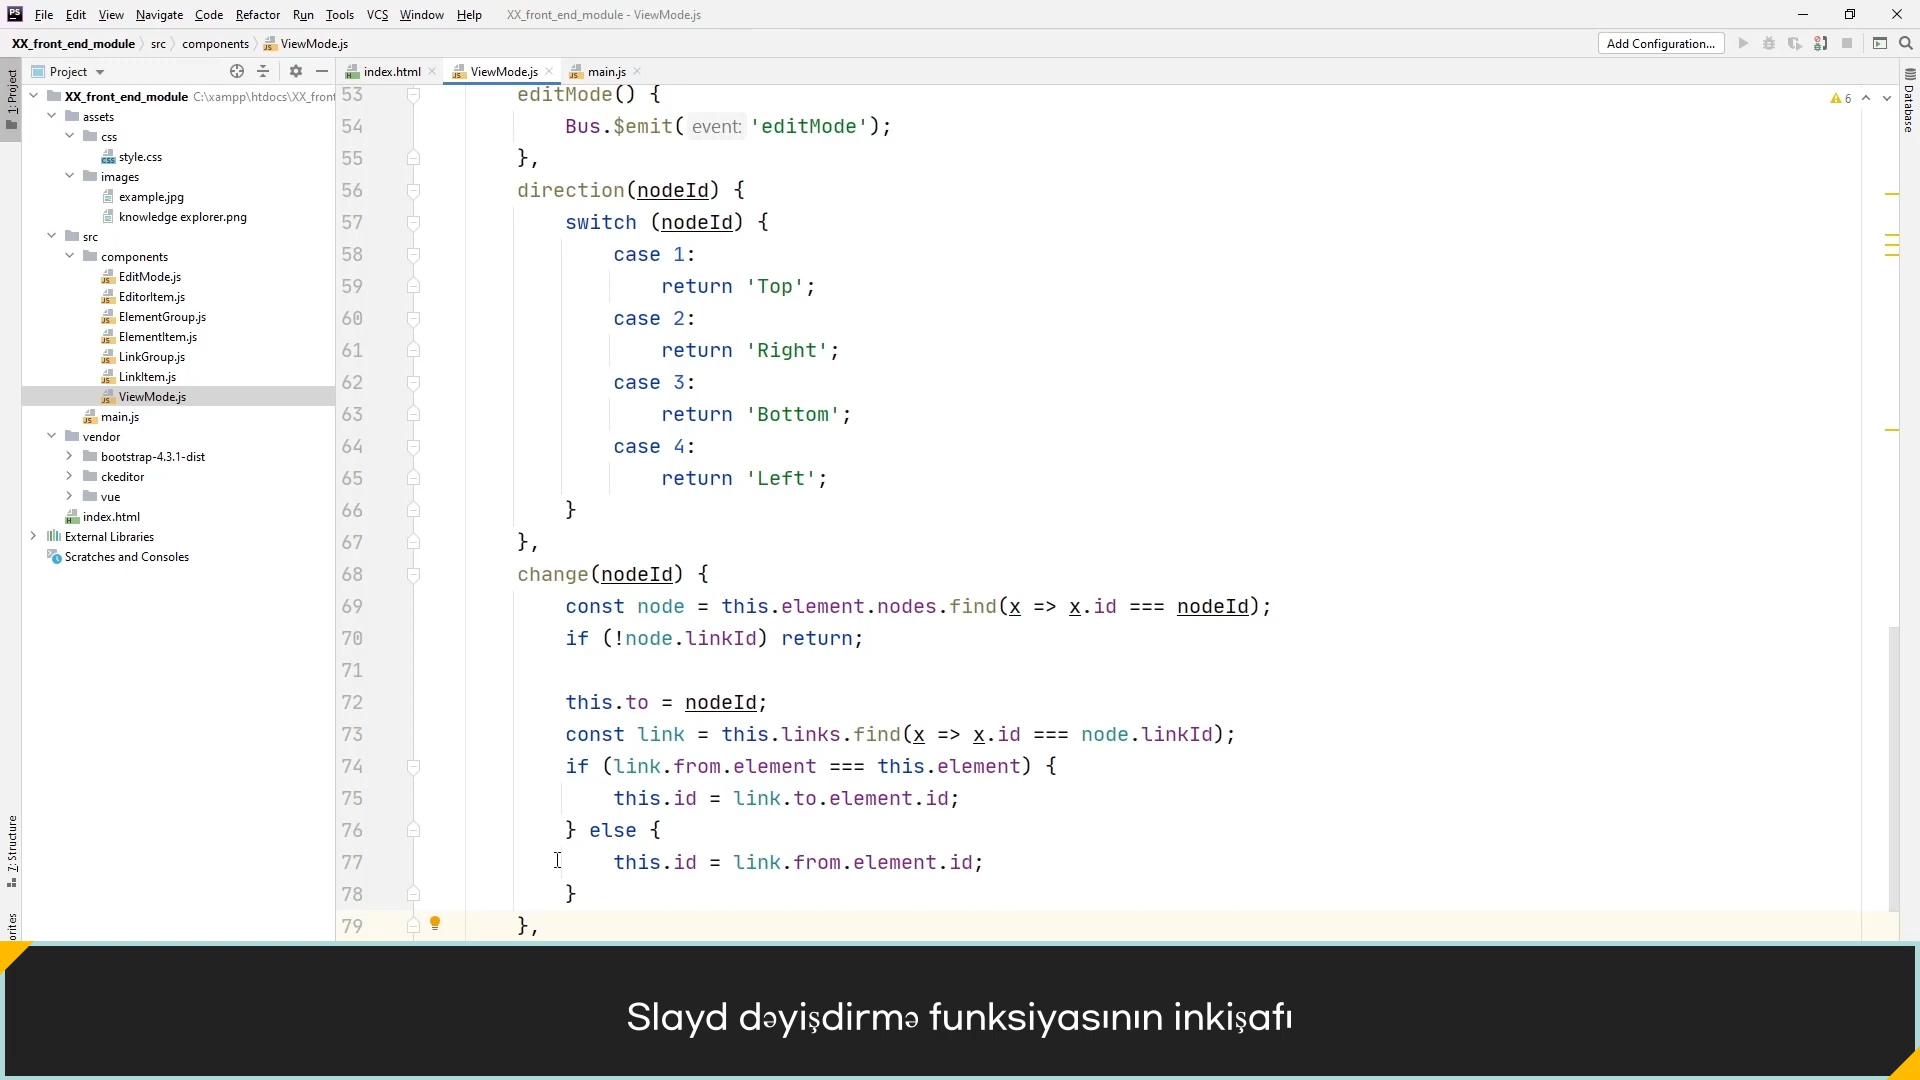 PS File Edit View Navigate Code Refactor Run Tools VCS Window Help XX_front_end_module - ViewMode.js
XX_front_end_module src components ViewMode.js Add Configuration...
1: Project
Project
index.html ViewMode.js main.js
XX_front_end_module C:\xampp\htdocs\XX_front
assets
css
style.css
images
example.jpg
knowledge explorer.png
src
components
EditMode.js
EditorItem.js
ElementGroup.js
ElementItem.js
LinkGroup.js
LinkItem.js
ViewMode.js
main.js
vendor
bootstrap-4.3.1-dist
ckeditor
vue
index.html
External Libraries
Scratches and Consoles
7: Structure
orites
53 editMode() {
54 Bus.$emit( event: 'editMode');
55 },
56 direction(nodeId) {
57 switch (nodeId) {
58 case 1:
59 return 'Top';
60 case 2:
61 return 'Right';
62 case 3:
63 return 'Bottom';
64 case 4:
65 return 'Left';
66 }
67 },
68 change(nodeId) {
69 const node = this.element.nodes.find(x => x.id === nodeId);
70 if (!node.linkId) return;
71
72 this.to = nodeId;
73 const link = this.links.find(x => x.id === node.linkId);
74 if (link.from.element === this.element) {
75 this.id = link.to.element.id;
76 } else {
77 this.id = link.from.element.id;
78 }
79 },
6
Database
Slayd dəyişdirmə funksiyasının inkişafı